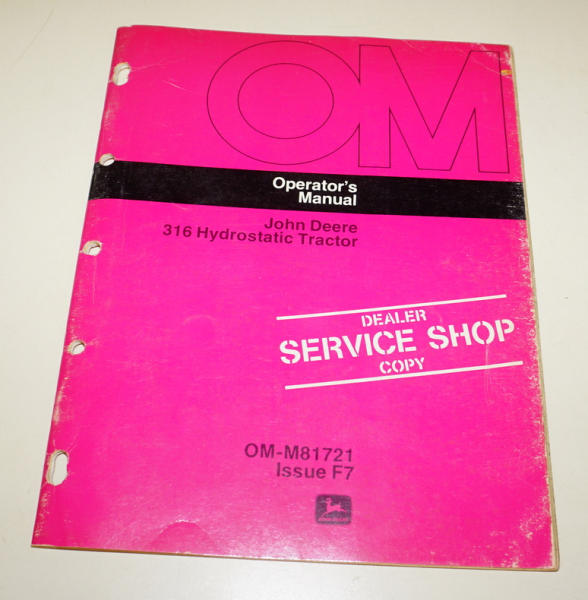 OM
Operator's
Manual
John Deere
316 Hydrostatic Tractor
DEALER
SERVICE SHOP
COPY
OM-M81721
Issue F7